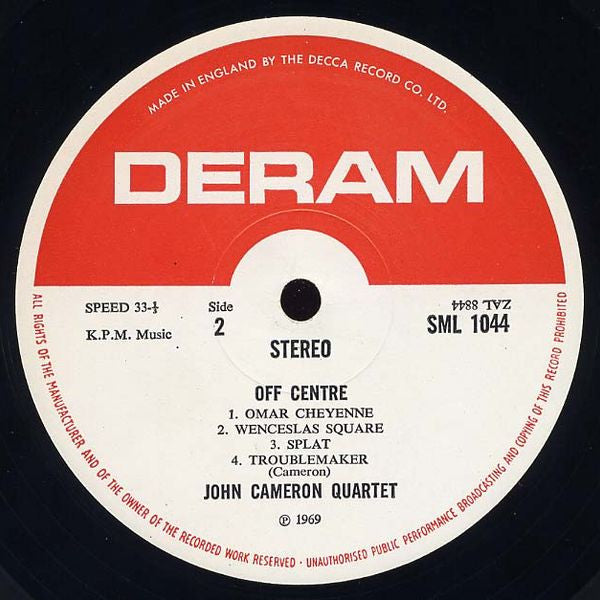 MADE IN ENGLAND BY THE DECCA RECORD CO. LTD.
DERAM
SPEED 33-⅓
Side
2
ZAL 8844
K.P.M. Music
SML 1044
STEREO
OFF CENTRE
1. OMAR CHEYENNE
2. WENCESLAS SQUARE
3. SPLAT
4. TROUBLEMAKER
(Cameron)
JOHN CAMERON QUARTET
℗ 1969
ALL RIGHTS OF THE MANUFACTURER AND OF THE OWNER OF THE RECORDED WORK RESERVED · UNAUTHORISED PUBLIC PERFORMANCE BROADCASTING AND COPYING OF THIS RECORD PROHIBITED